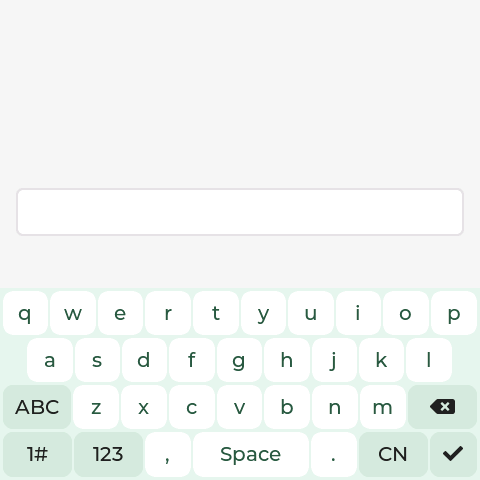 q w e r t y u i o p
a s d f g h j k l
ABC z x c v b n m
1# 123 , Space . CN